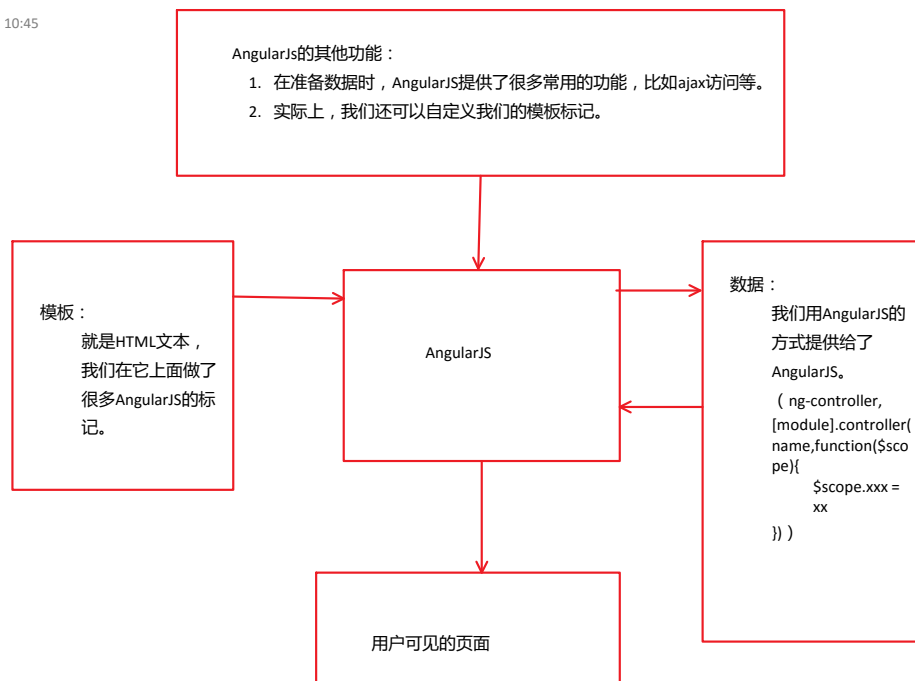 10:45
AngularJs的其他功能：
1. 在准备数据时，AngularJS提供了很多常用的功能，比如ajax访问等。
2. 实际上，我们还可以自定义我们的模板标记。
模板：
就是HTML文本，
我们在它上面做了
很多AngularJS的标
记。
AngularJS
数据：
我们用AngularJS的
方式提供给了
AngularJS。
（ng-controller,
[module].controller(
name,function($sco
pe){
$scope.xxx =
xx
})）
用户可见的页面